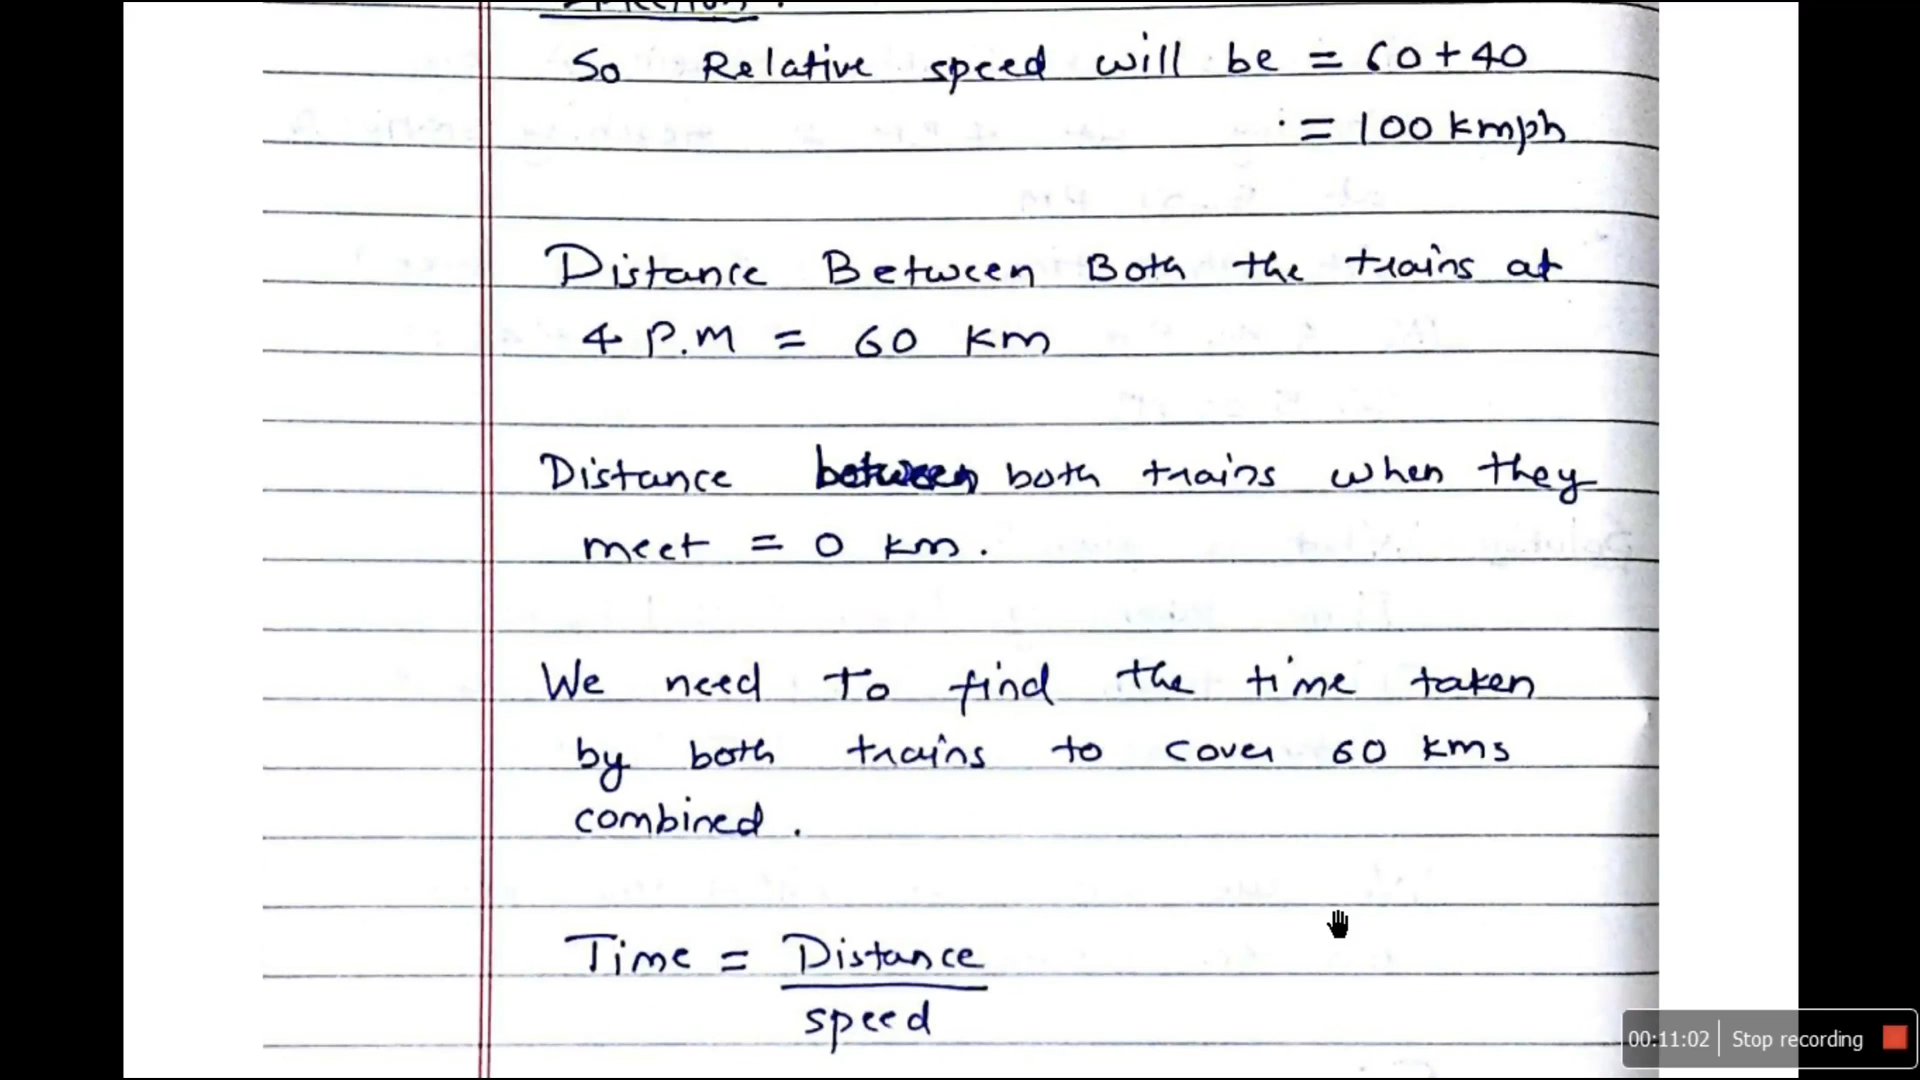 So Relative speed will be = 60+40
= 100 kmph
Distance Between Both the trains at
4 P.M = 60 km
Distance between both trains when they
meet = 0 km.
We need to find the time taken
by both trains to cover 60 kms
combined.
Time = Distance
speed
00:11:02 Stop recording